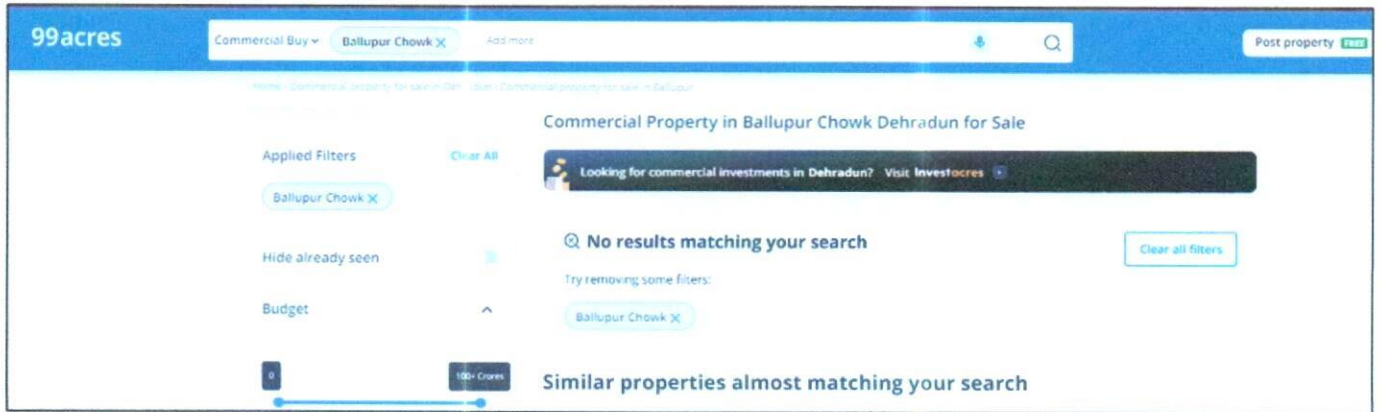 99acres
Commercial Buy
Ballupur Chowk X
Add more
Post property FREE
Commercial Property in Ballupur Chowk Dehradun for Sale
Applied Filters
Clear All
Looking for commercial investments in Dehradun? Visit Investacres
Ballupur Chowk X
No results matching your search
Clear all filters
Hide already seen
Try removing some filters:
Budget
Ballupur Chowk X
0
100+ Crores
Similar properties almost matching your search